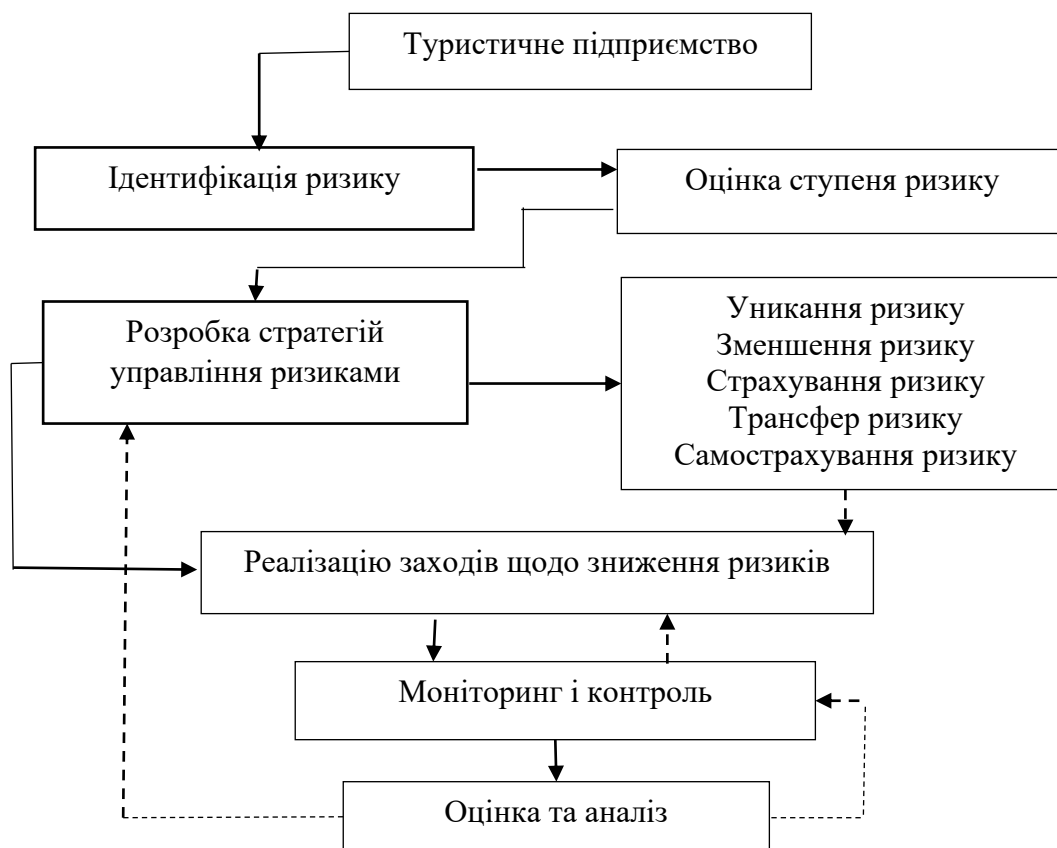 Туристичне підприємство
Ідентифікація ризику
Оцінка ступеня ризику
Розробка стратегій
управління ризиками
Уникання ризику
Зменшення ризику
Страхування ризику
Трансфер ризику
Самострахування ризику
Реалізацію заходів щодо зниження ризиків
Моніторинг і контроль
Оцінка та аналіз